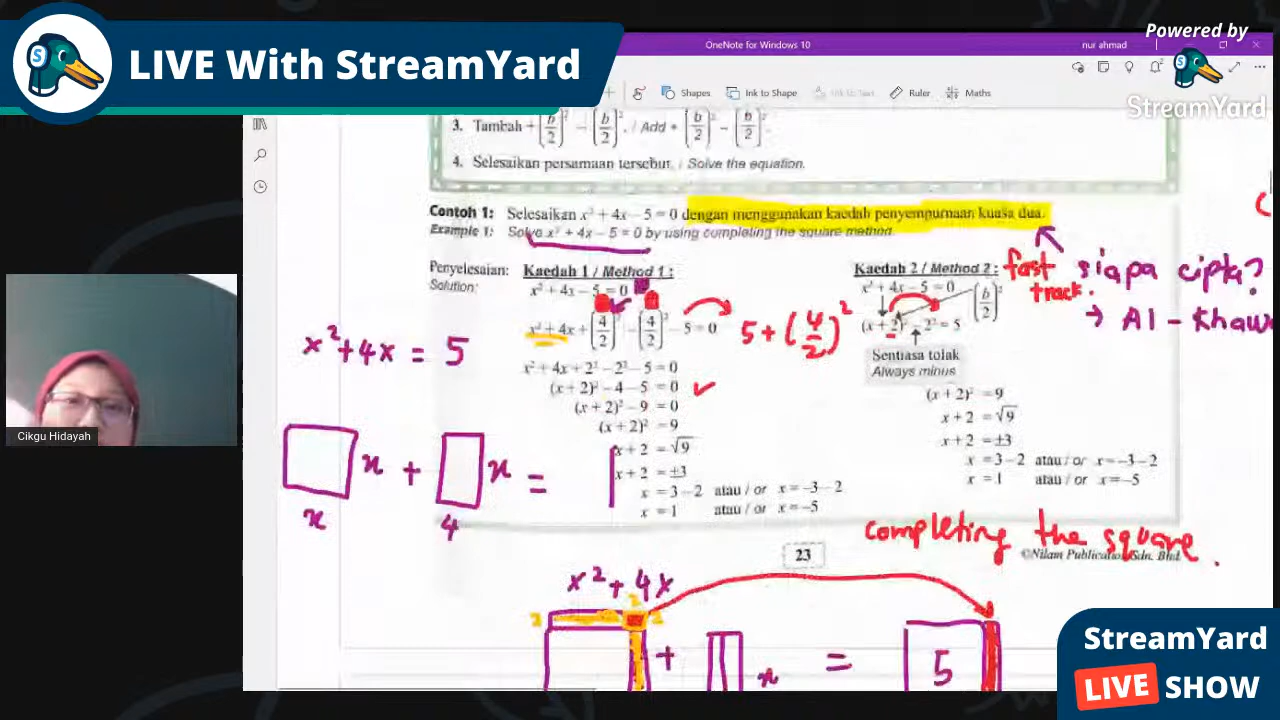 LIVE With StreamYard
OneNote for Windows 10
nur ahmad
Powered by
StreamYard
Shapes
Ink to Shape
Ink to Text
Ruler
Maths
3. Tambah + (b/2)² − (b/2)². / Add + (b/2)² − (b/2)².
4. Selesaikan persamaan tersebut. / Solve the equation.
Contoh 1: Selesaikan x² + 4x − 5 = 0 dengan menggunakan kaedah penyempurnaan kuasa dua.
Example 1: Solve x² + 4x − 5 = 0 by using completing the square method.
Penyelesaian:
Solution:
Kaedah 1 / Method 1 :
x² + 4x − 5 = 0
x² + 4x + (4/2)² − (4/2)² − 5 = 0
x² + 4x + 2² − 2² − 5 = 0
(x + 2)² − 4 − 5 = 0
(x + 2)² − 9 = 0
(x + 2)² = 9
x + 2 = √9
x + 2 = ±3
x = 3 − 2 atau / or x = −3 − 2
x = 1 atau / or x = −5
5 + (4/2)²
Kaedah 2 / Method 2 :
x² + 4x − 5 = 0
(b/2)²
(x + 2)² − 2² = 5
Sentiasa tolak
Always minus
(x + 2)² = 9
x + 2 = √9
x + 2 = ±3
x = 3 − 2 atau / or x = −3 − 2
x = 1 atau / or x = −5
fast
track.
siapa cipta?
→ Al - Khaw
x² + 4x = 5
x + x =
x 4
Cikgu Hidayah
completing the square.
23
©Nilam Publication Sdn. Bhd.
x² + 4x
2
2 2
+ x = 5
StreamYard
LIVE SHOW